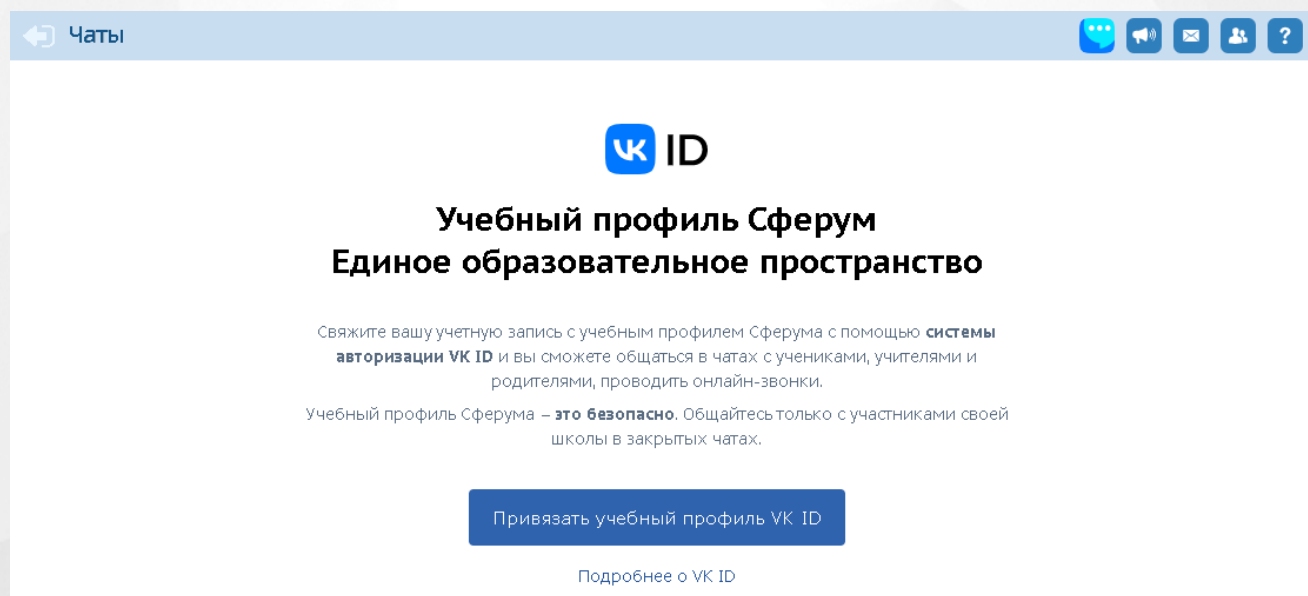 Чаты
?
VK ID
Учебный профиль Сферум
Единое образовательное пространство
Свяжите вашу учетную запись с учебным профилем Сферума с помощью системы
авторизации VK ID и вы сможете общаться в чатах с учениками, учителями и
родителями, проводить онлайн-звонки.
Учебный профиль Сферума – это безопасно. Общайтесь только с участниками своей
школы в закрытых чатах.
Привязать учебный профиль VK ID
Подробнее о VK ID